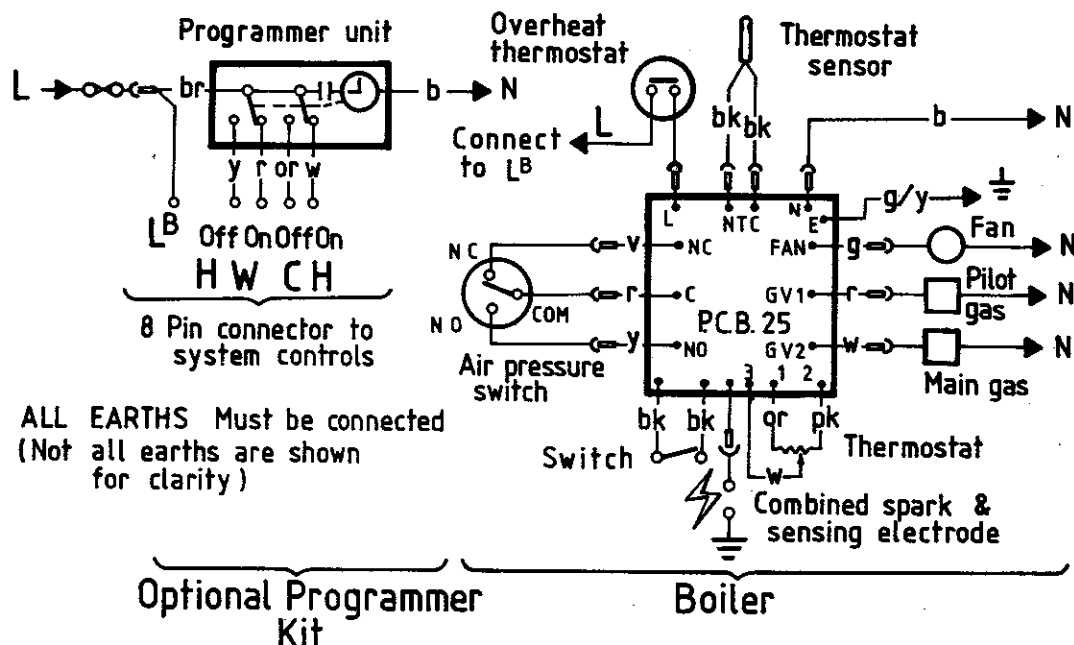 Programmer unit
L
br
b
N
y r or w
LB
Off On Off On
H W C H
8 Pin connector to
system controls
ALL EARTHS Must be connected
(Not all earths are shown
for clarity)
Optional Programmer
Kit
Overheat
thermostat
Thermostat
sensor
L
Connect
to LB
bk
bk
b
N
L
NTC
N
E
g/y
NC
v
NC
FAN
g
Fan
N
COM
r
C
GV1
r
Pilot
gas
N
P.C.B. 25
NO
y
NO
GV2
w
Main gas
N
Air pressure
switch
3 1 2
bk
bk
or
pk
Switch
w
Thermostat
Combined spark &
sensing electrode
Boiler